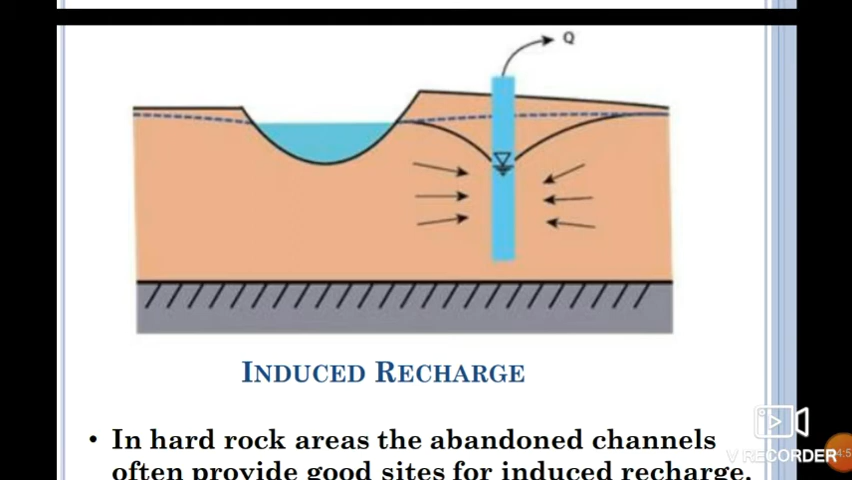 Q
INDUCED RECHARGE
• In hard rock areas the abandoned channels
often provide good sites for induced recharge.
V RECORDER